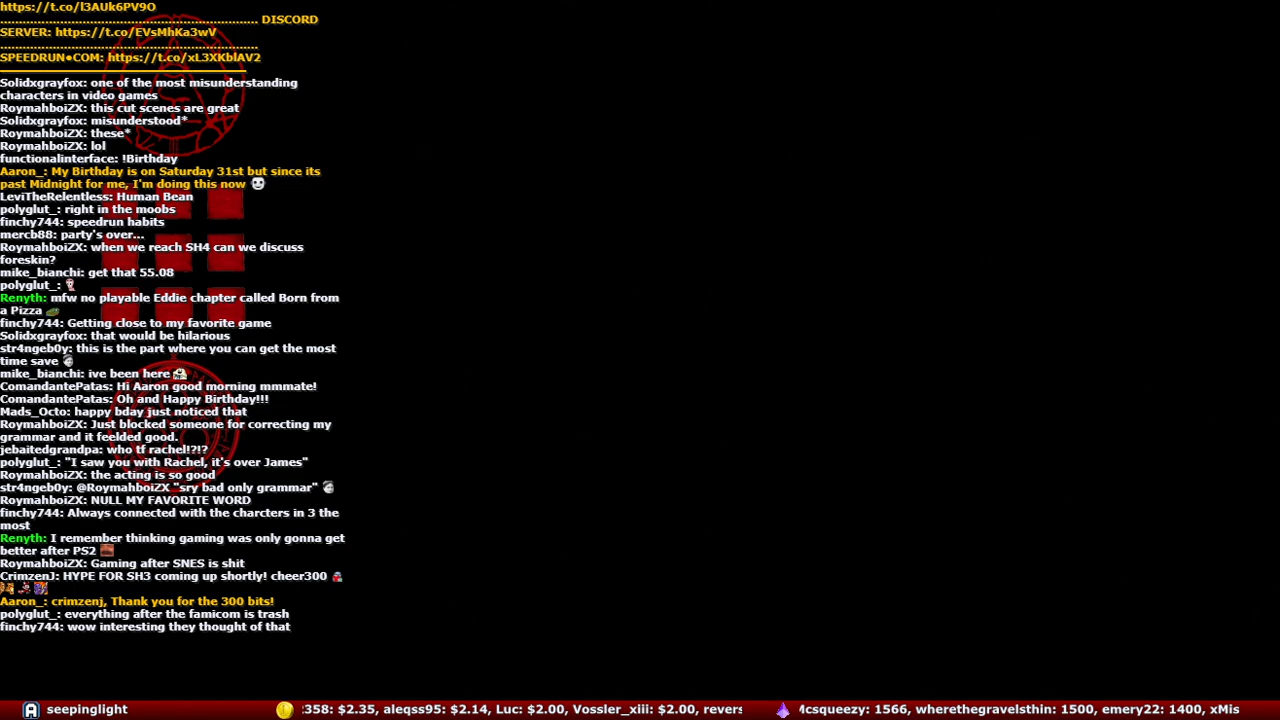 https://t.co/l3AUk6PV9O
...................................................................... DISCORD
SERVER: https://t.co/EVsMhKa3wV
......................................................................
SPEEDRUN●COM: https://t.co/xL3XKblAV2
Solidxgrayfox: one of the most misunderstanding
characters in video games
RoymahboiZX: this cut scenes are great
Solidxgrayfox: misunderstood*
RoymahboiZX: these*
RoymahboiZX: lol
functionalinterface: !Birthday
Aaron_: My Birthday is on Saturday 31st but since its
past Midnight for me, I'm doing this now
LeviTheRelentless: Human Bean
polyglut_: right in the moobs
finchy744: speedrun habits
mercb88: party's over...
RoymahboiZX: when we reach SH4 can we discuss
foreskin?
mike_bianchi: get that 55.08
polyglut_:
Renyth: mfw no playable Eddie chapter called Born from
a Pizza
finchy744: Getting close to my favorite game
Solidxgrayfox: that would be hilarious
str4ngeb0y: this is the part where you can get the most
time save
mike_bianchi: ive been here
ComandantePatas: Hi Aaron good morning mmmate!
ComandantePatas: Oh and Happy Birthday!!!
Mads_Octo: happy bday just noticed that
RoymahboiZX: Just blocked someone for correcting my
grammar and it feelded good.
jebaitedgrandpa: who tf rachel!?!?
polyglut_: "I saw you with Rachel, it's over James"
RoymahboiZX: the acting is so good
str4ngeb0y: @RoymahboiZX "sry bad only grammar"
RoymahboiZX: NULL MY FAVORITE WORD
finchy744: Always connected with the charcters in 3 the
most
Renyth: I remember thinking gaming was only gonna get
better after PS2
RoymahboiZX: Gaming after SNES is shit
CrimzenJ: HYPE FOR SH3 coming up shortly! cheer300
Aaron_: crimzenj, Thank you for the 300 bits!
polyglut_: everything after the famicom is trash
finchy744: wow interesting they thought of that
seepinglight 2358: $2.35, aleqss95: $2.14, Luc: $2.00, Vossler_xiii: $2.00, revers Mcsqueezy: 1566, wherethegravelsthin: 1500, emery22: 1400, xMis